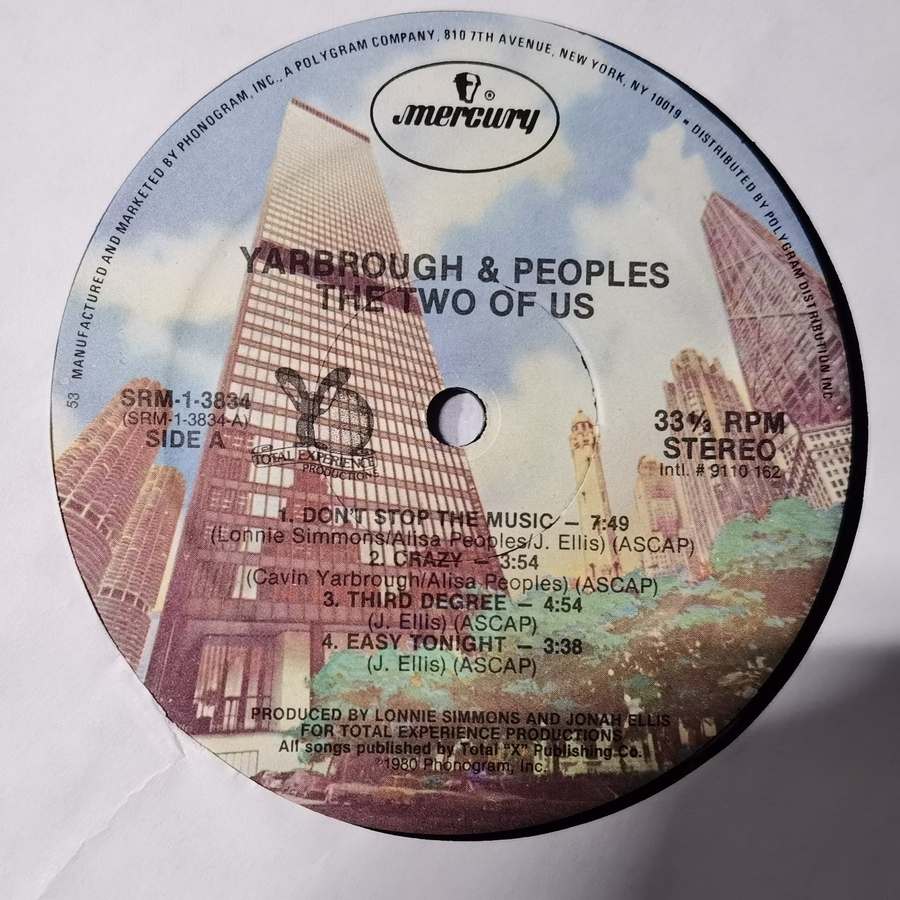 53 MANUFACTURED AND MARKETED BY PHONOGRAM, INC., A POLYGRAM COMPANY, 810 7TH AVENUE, NEW YORK, NY 10019 • DISTRIBUTED BY POLYGRAM DISTRIBUTION INC
mercury ®
YARBROUGH & PEOPLES
THE TWO OF US
SRM-1-3834
(SRM-1-3834-A)
SIDE A
TOTAL EXPERIENCE
PRODUCTIONS
33⅓ RPM
STEREO
Intl. # 9110 162
1. DON'T STOP THE MUSIC – 7:49
(Lonnie Simmons/Alisa Peoples/J. Ellis) (ASCAP)
2. CRAZY – 3:54
(Cavin Yarbrough/Alisa Peoples) (ASCAP)
3. THIRD DEGREE – 4:54
(J. Ellis) (ASCAP)
4. EASY TONIGHT – 3:38
(J. Ellis) (ASCAP)
PRODUCED BY LONNIE SIMMONS AND JONAH ELLIS
FOR TOTAL EXPERIENCE PRODUCTIONS
All songs published by Total "X" Publishing Co.
℗1980 Phonogram, Inc.